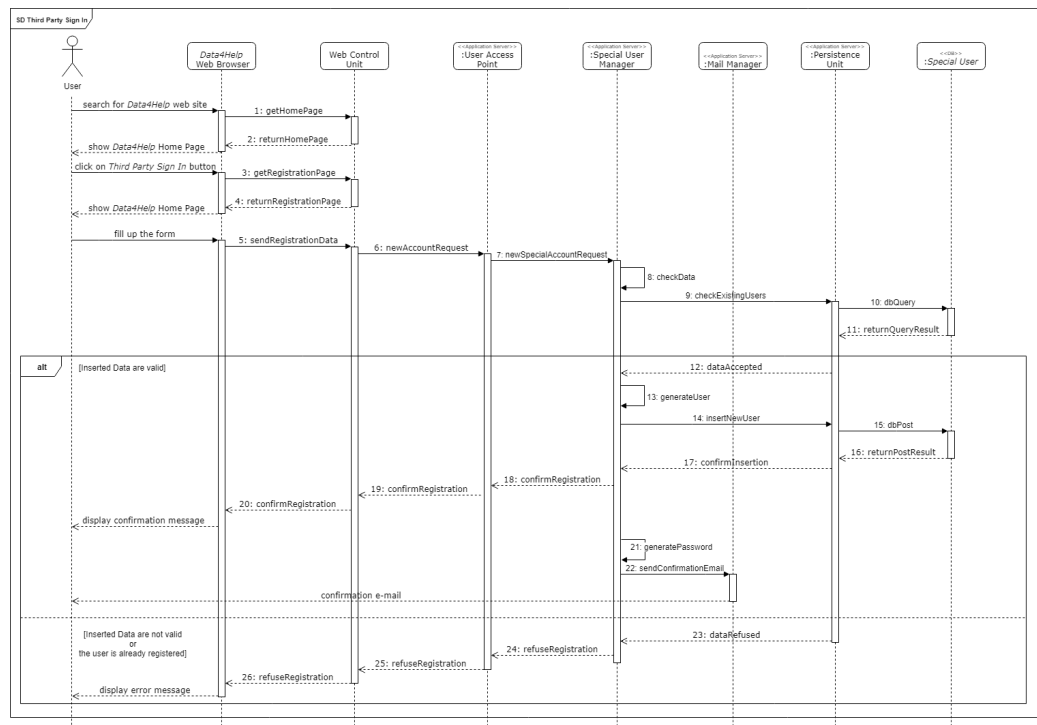 SD Third Party Sign In
User
Data4Help
Web Browser
Web Control
Unit
<<Application Server>>
:User Access
Point
<<Application Server>>
:Special User
Manager
<<Application Server>>
:Mail Manager
<<Application Server>>
:Persistence
Unit
<<DB>>
:Special User
search for Data4Help web site
1: getHomePage
2: returnHomePage
show Data4Help Home Page
click on Third Party Sign In button
3: getRegistrationPage
4: returnRegistrationPage
show Data4Help Home Page
fill up the form
5: sendRegistrationData
6: newAccountRequest
7: newSpecialAccountRequest
8: checkData
9: checkExistingUsers
10: dbQuery
11: returnQueryResult
alt
[Inserted Data are valid]
12: dataAccepted
13: generateUser
14: insertNewUser
15: dbPost
16: returnPostResult
17: confirmInsertion
18: confirmRegistration
19: confirmRegistration
20: confirmRegistration
display confirmation message
21: generatePassword
22: sendConfirmationEmail
confirmation e-mail
[Inserted Data are not valid
or
the user is already registered]
23: dataRefused
24: refuseRegistration
25: refuseRegistration
26: refuseRegistration
display error message